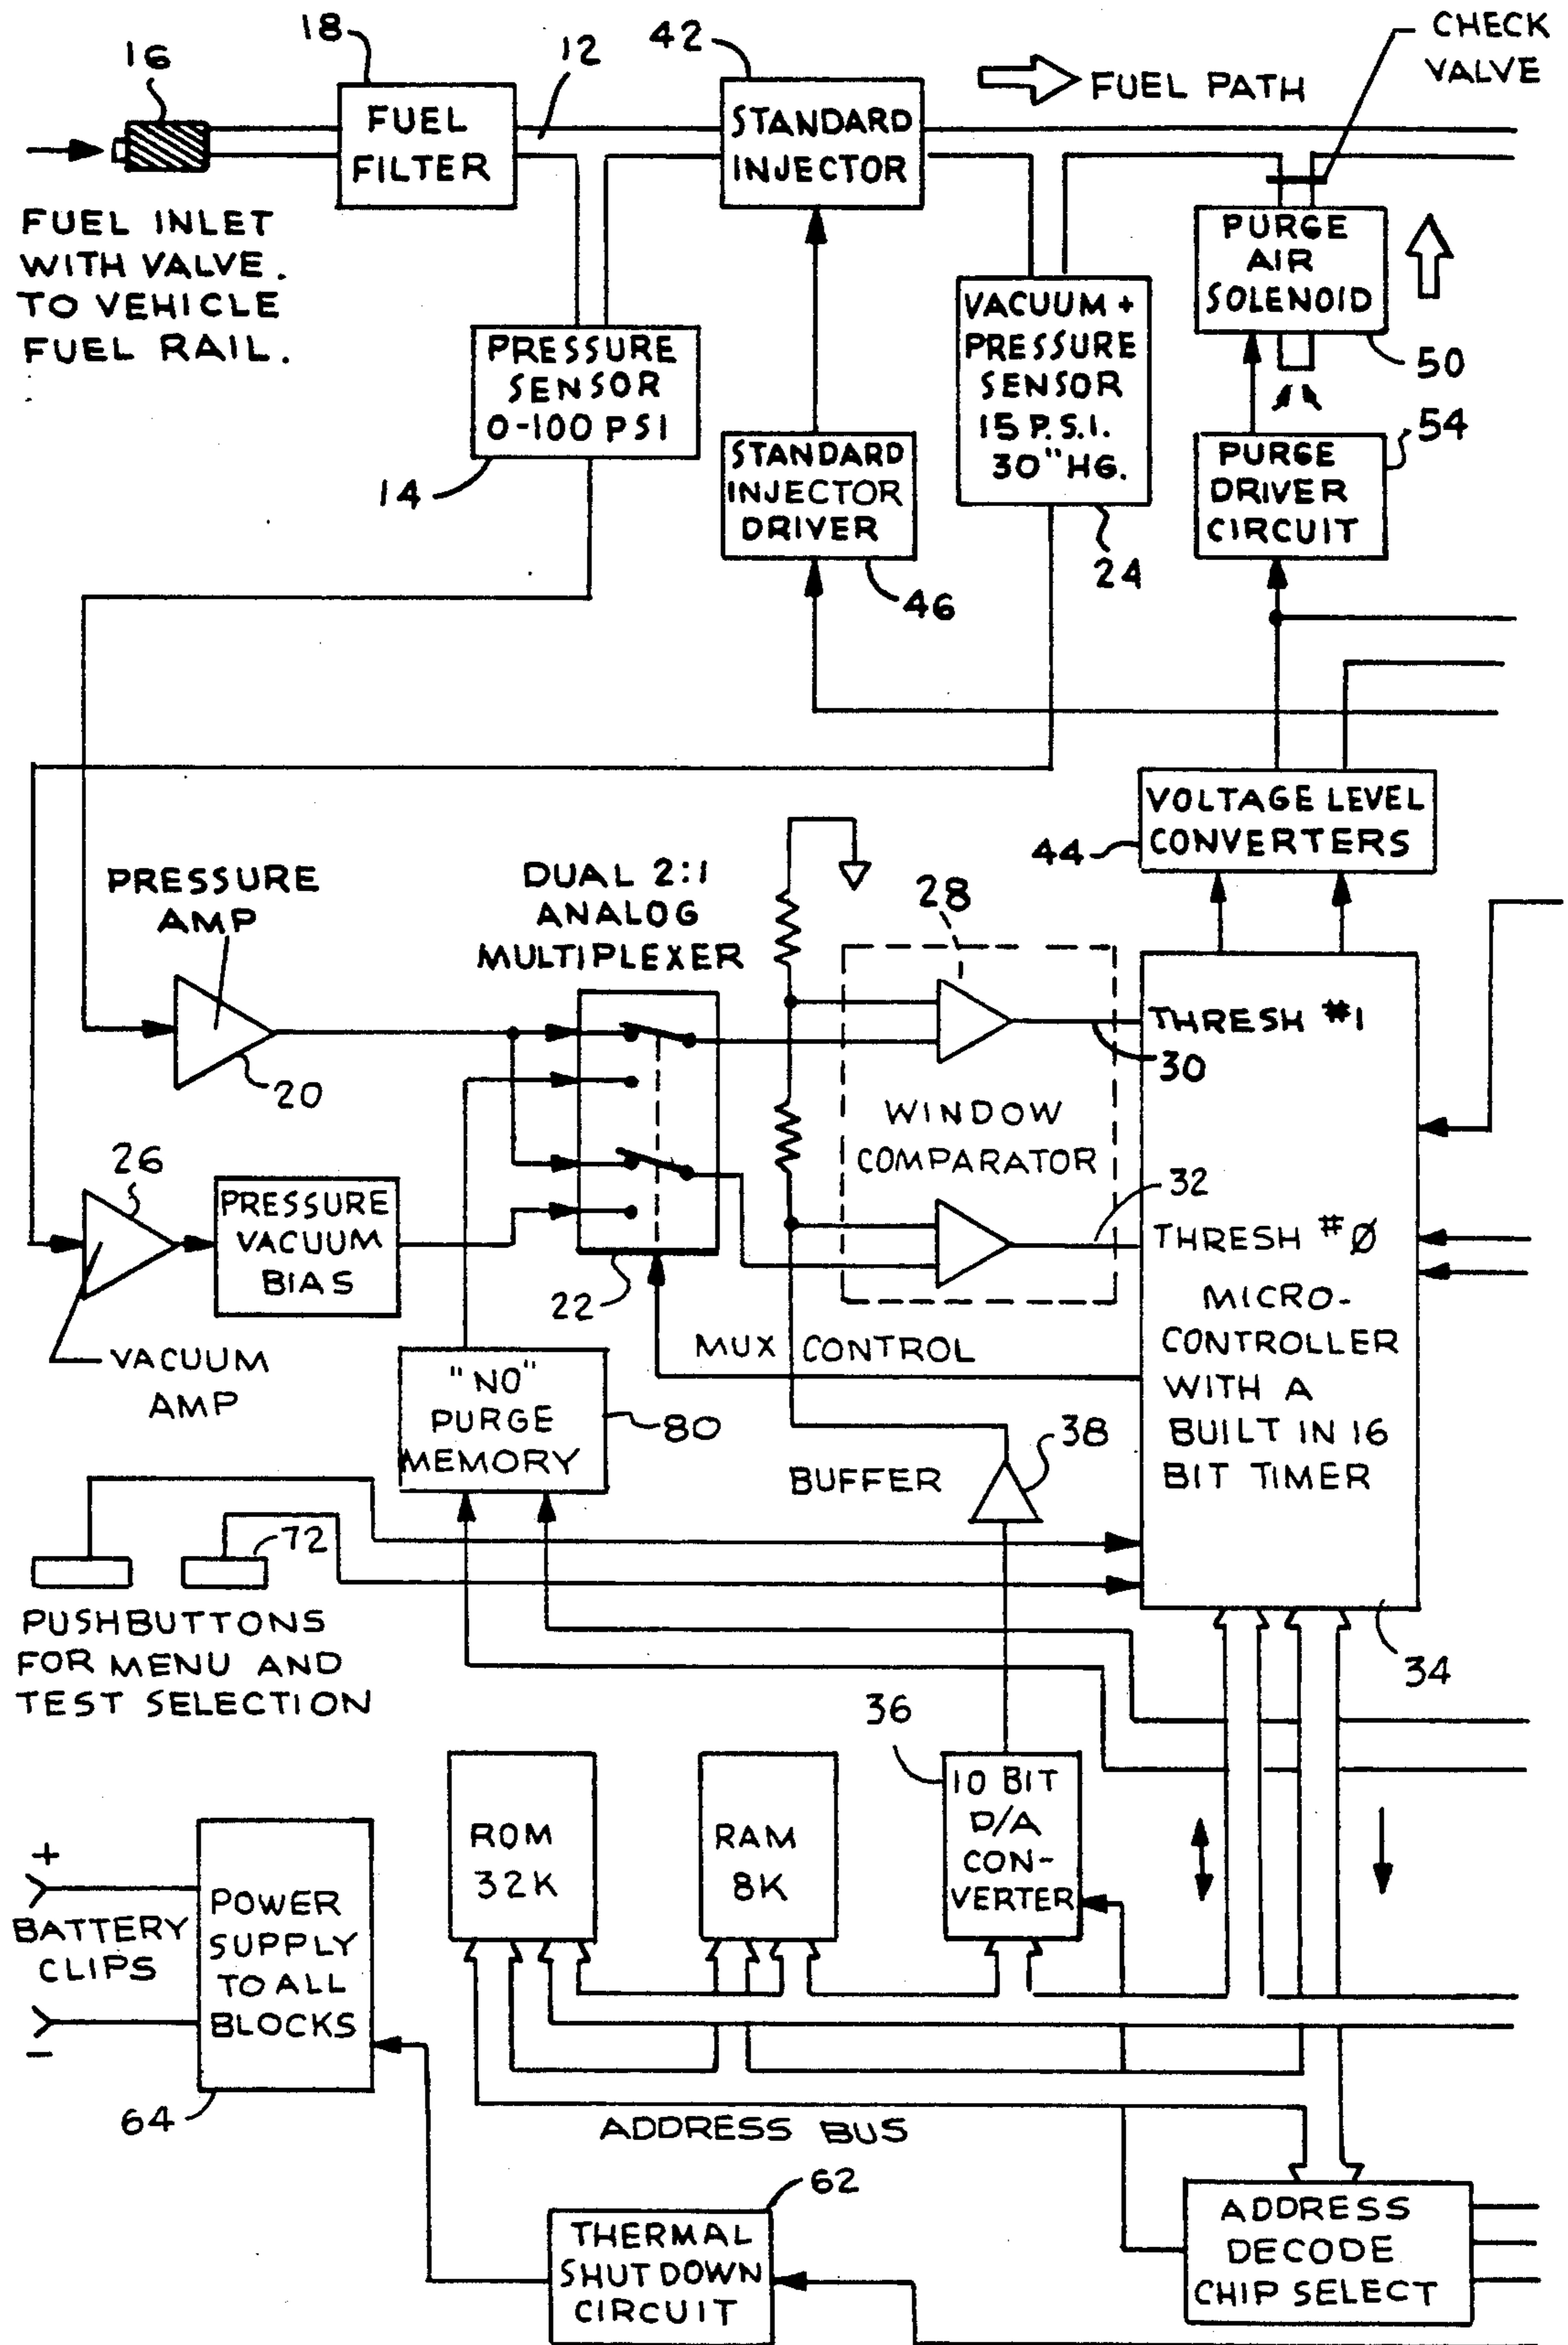 16
18
12
42
CHECK
VALVE
FUEL
FILTER
STANDARD
INJECTOR
FUEL PATH
FUEL INLET
WITH VALVE.
TO VEHICLE
FUEL RAIL.
PURGE
AIR
SOLENOID
50
PRESSURE
SENSOR
0-100 PSI
14
VACUUM +
PRESSURE
SENSOR
15 P.S.I.
30" HG.
24
STANDARD
INJECTOR
DRIVER
46
54
PURGE
DRIVER
CIRCUIT
VOLTAGE LEVEL
CONVERTERS
44
PRESSURE
AMP
20
DUAL 2:1
ANALOG
MULTIPLEXER
28
THRESH #1
30
WINDOW
COMPARATOR
32
THRESH #Ø
26
PRESSURE
VACUUM
BIAS
22
MICRO-
CONTROLLER
WITH A
BUILT IN 16
BIT TIMER
34
VACUUM
AMP
MUX CONTROL
"NO"
PURGE
MEMORY
80
BUFFER
38
72
PUSHBUTTONS
FOR MENU AND
TEST SELECTION
36
10 BIT
D/A
CON-
VERTER
ROM
32K
RAM
8K
+
BATTERY
CLIPS
–
POWER
SUPPLY
TO ALL
BLOCKS
64
ADDRESS BUS
62
THERMAL
SHUT DOWN
CIRCUIT
ADDRESS
DECODE
CHIP SELECT